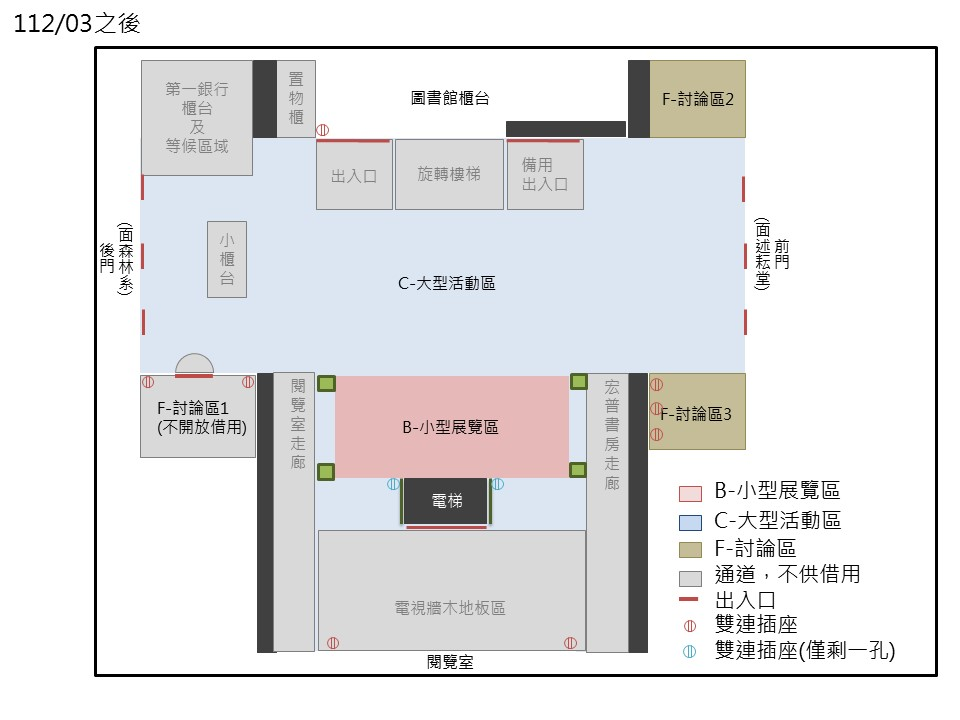 112/03之後
第一銀行
櫃台
及
等候區域
置物櫃
圖書館櫃台
F-討論區2
出入口
旋轉樓梯
備用
出入口
後門
(面森林系)
小櫃台
C-大型活動區
前門
(面述耘堂)
F-討論區1
(不開放借用)
閱覽室走廊
B-小型展覽區
宏普書房走廊
F-討論區3
電梯
電視牆木地板區
閱覽室
B-小型展覽區
C-大型活動區
F-討論區
通道，不供借用
出入口
雙連插座
雙連插座(僅剩一孔)